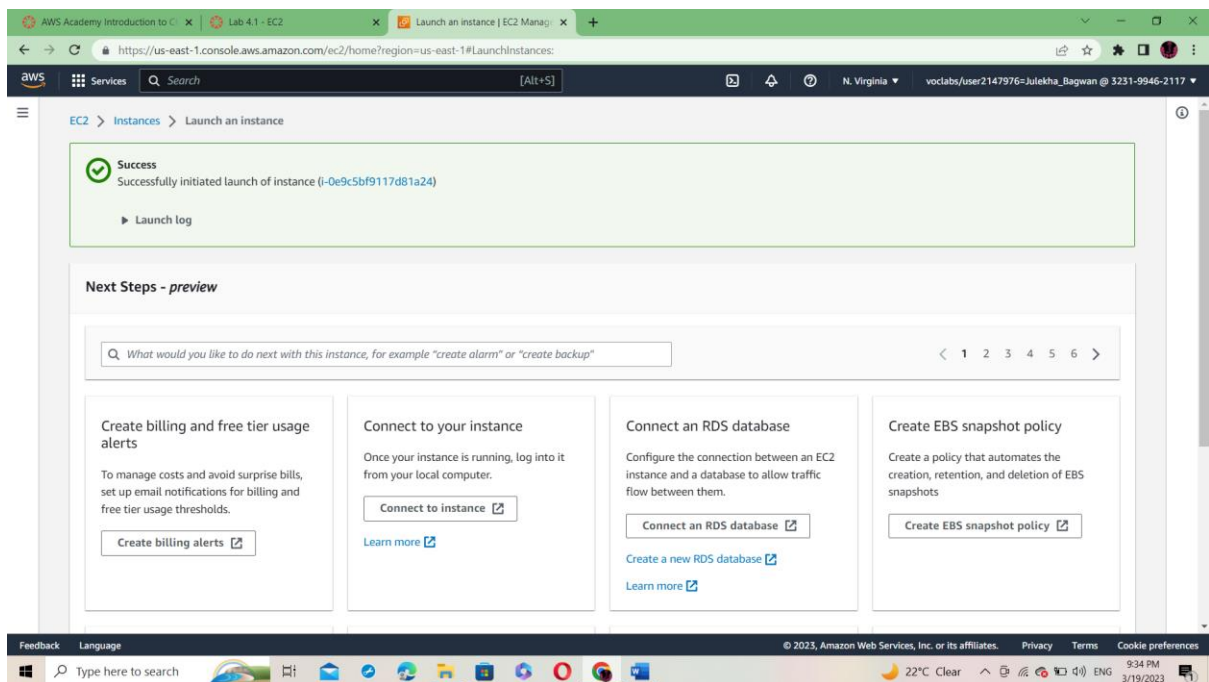 AWS Academy Introduction to Cl
Lab 4.1 - EC2
Launch an instance | EC2 Manag
https://us-east-1.console.aws.amazon.com/ec2/home?region=us-east-1#LaunchInstances:
aws
Services
Search
[Alt+S]
N. Virginia
voclabs/user2147976=Julekha_Bagwan @ 3231-9946-2117
EC2 > Instances > Launch an instance
Success
Successfully initiated launch of instance (i-0e9c5bf9117d81a24)
Launch log
Next Steps - preview
What would you like to do next with this instance, for example "create alarm" or "create backup"
< 1 2 3 4 5 6 >
Create billing and free tier usage
alerts
To manage costs and avoid surprise bills,
set up email notifications for billing and
free tier usage thresholds.
Create billing alerts
Connect to your instance
Once your instance is running, log into it
from your local computer.
Connect to instance
Learn more
Connect an RDS database
Configure the connection between an EC2
instance and a database to allow traffic
flow between them.
Connect an RDS database
Create a new RDS database
Learn more
Create EBS snapshot policy
Create a policy that automates the
creation, retention, and deletion of EBS
snapshots
Create EBS snapshot policy
Feedback Language
© 2023, Amazon Web Services, Inc. or its affiliates. Privacy Terms Cookie preferences
Type here to search
22°C Clear
ENG
9:34 PM
3/19/2023